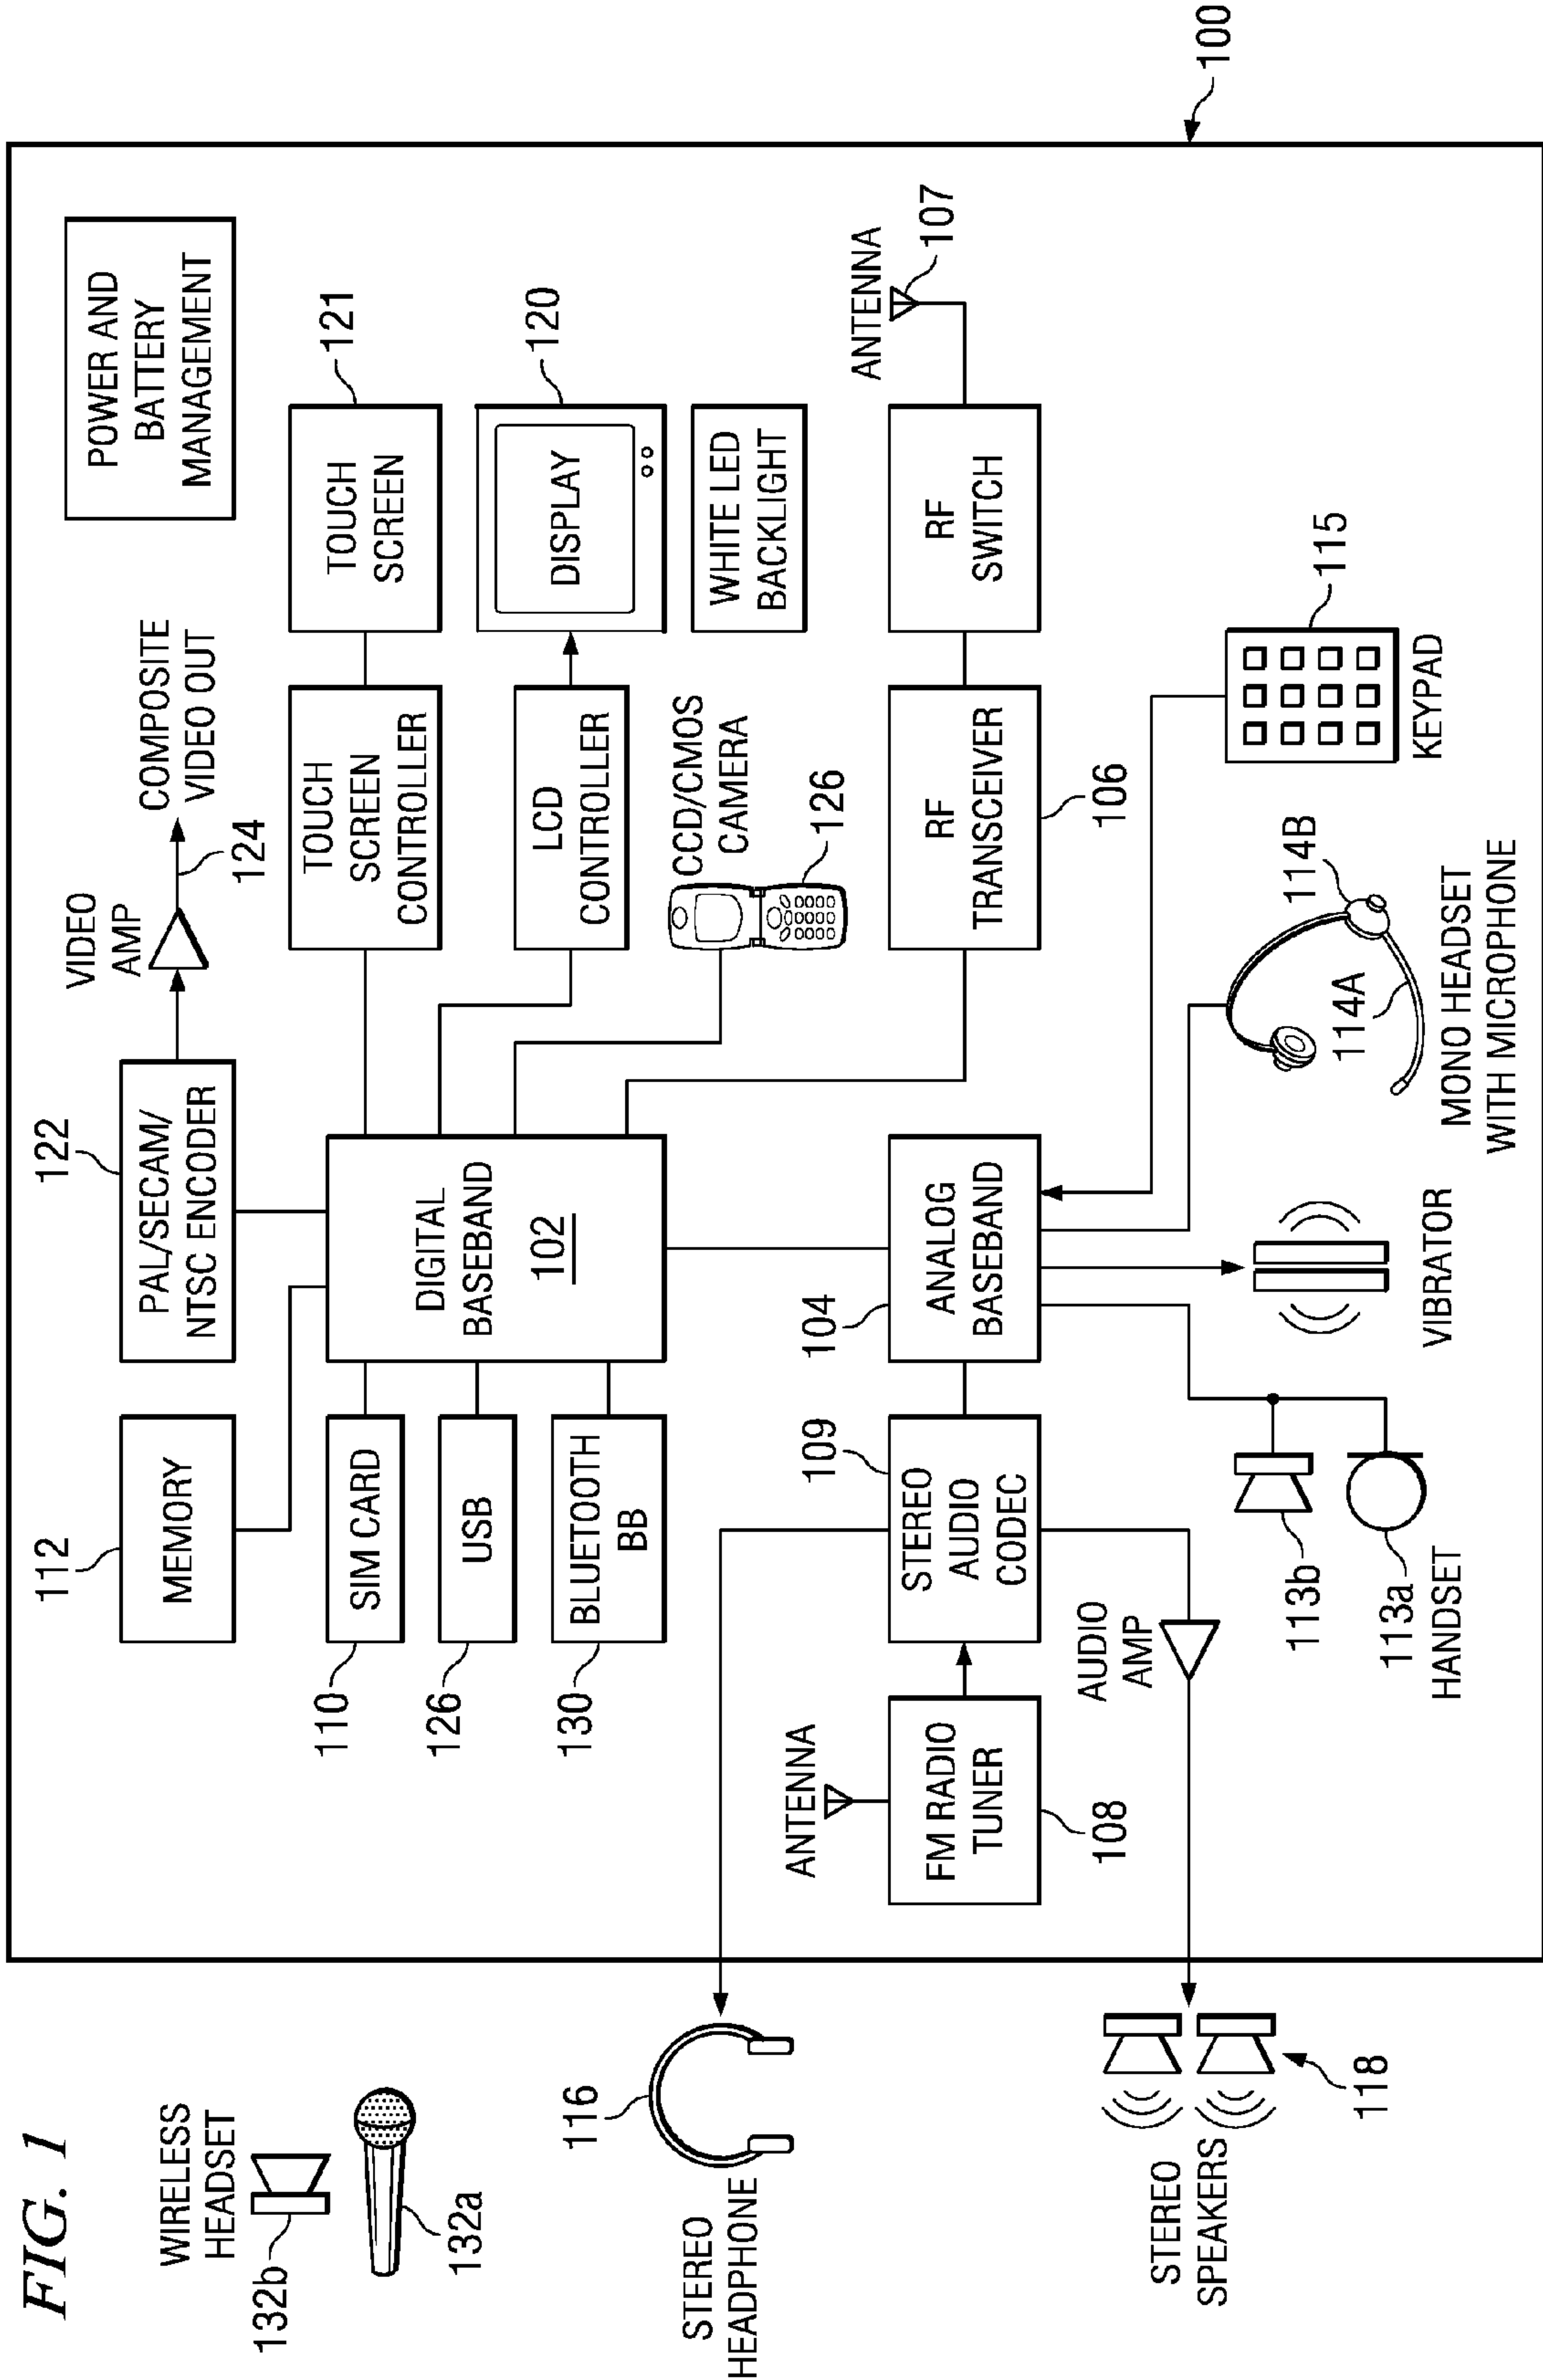 FIG. 1
WIRELESS
HEADSET
132b
132a
STEREO
HEADPHONE
116
STEREO
SPEAKERS
118
100
112
MEMORY
122
PAL/SECAM/
NTSC ENCODER
VIDEO
AMP
124
COMPOSITE
VIDEO OUT
POWER AND
BATTERY
MANAGEMENT
110
SIM CARD
126
USB
130
BLUETOOTH
BB
DIGITAL
BASEBAND
102
TOUCH
SCREEN
CONTROLLER
TOUCH
SCREEN
121
LCD
CONTROLLER
DISPLAY
120
CCD/CMOS
CAMERA
126
WHITE LED
BACKLIGHT
ANTENNA
FM RADIO
TUNER
108
109
STEREO
AUDIO
CODEC
104
ANALOG
BASEBAND
RF
TRANSCEIVER
106
RF
SWITCH
ANTENNA
107
AUDIO
AMP
113b
113a
HANDSET
VIBRATOR
114A
114B
MONO HEADSET
WITH MICROPHONE
115
KEYPAD